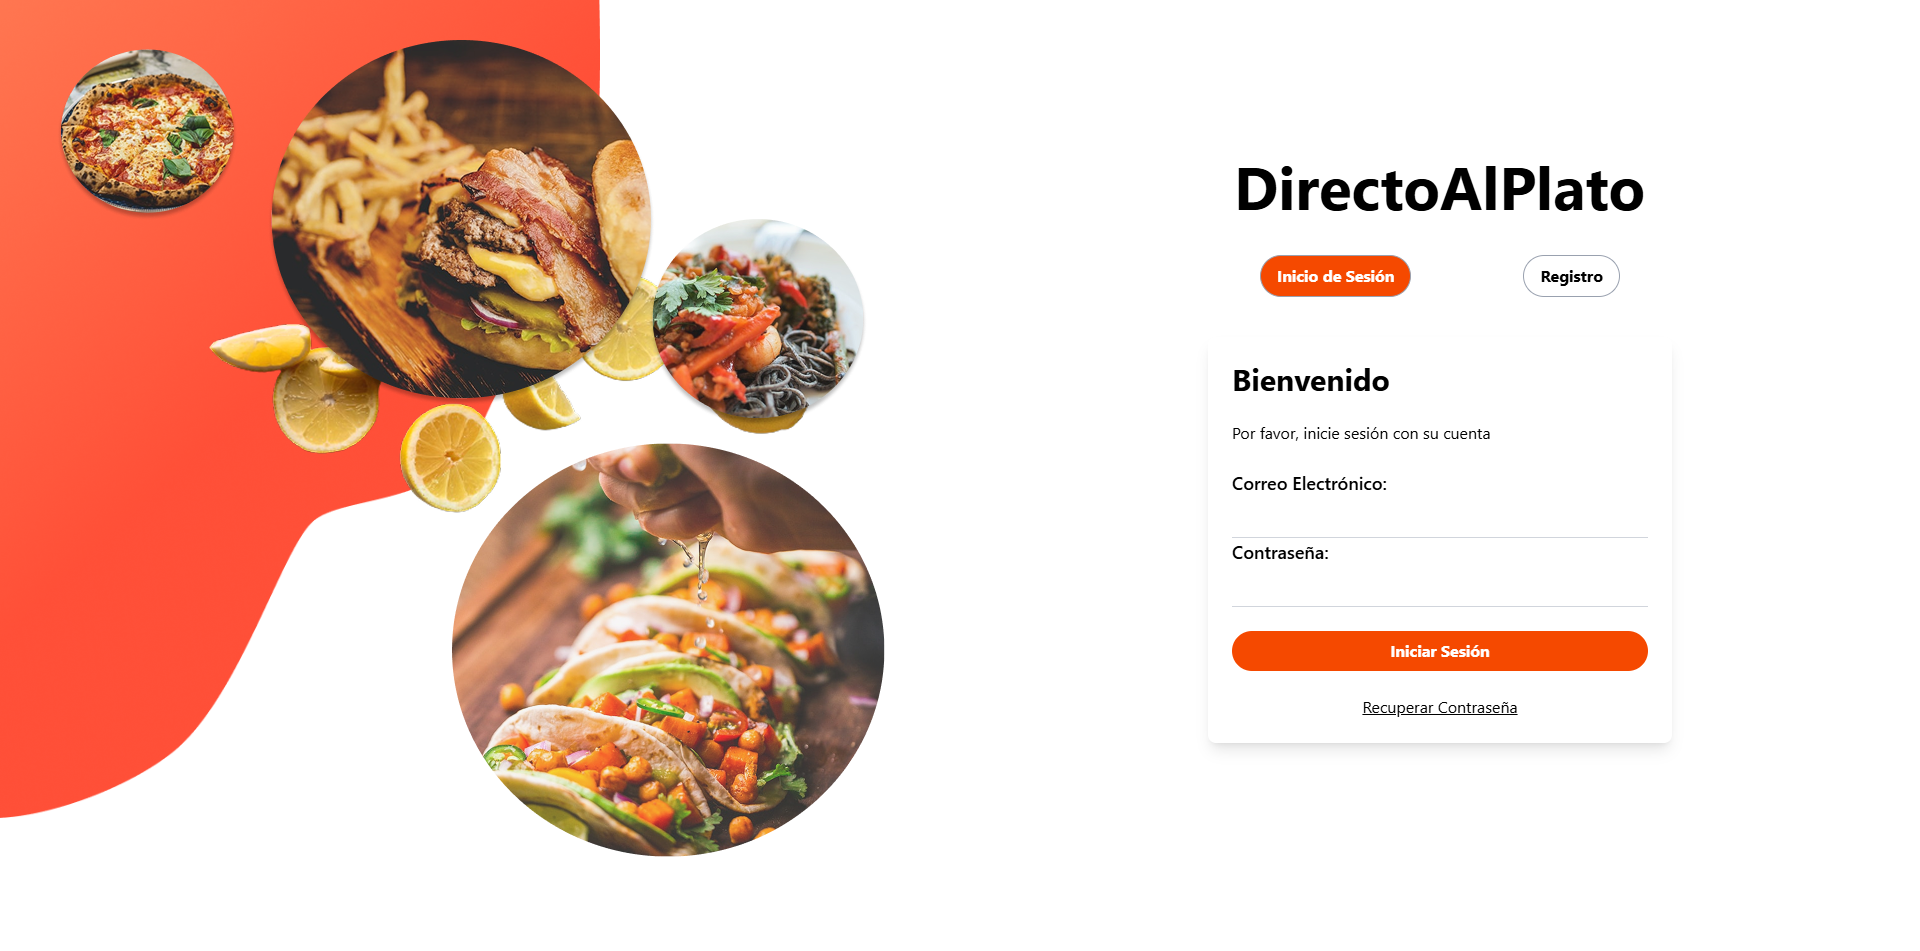 DirectoAlPlato
Inicio de Sesión
Registro
Bienvenido
Por favor, inicie sesión con su cuenta
Correo Electrónico:
Contraseña:
Iniciar Sesión
Recuperar Contraseña